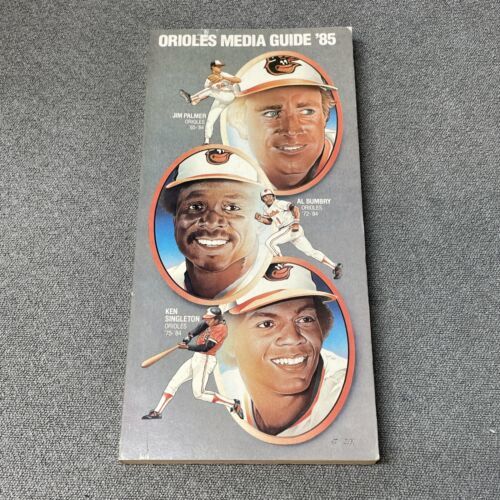 ORIOLES MEDIA GUIDE '85
JIM PALMER
ORIOLES
'65-'84
AL BUMBRY
ORIOLES
'72-'84
KEN
SINGLETON
ORIOLES
'75-'84